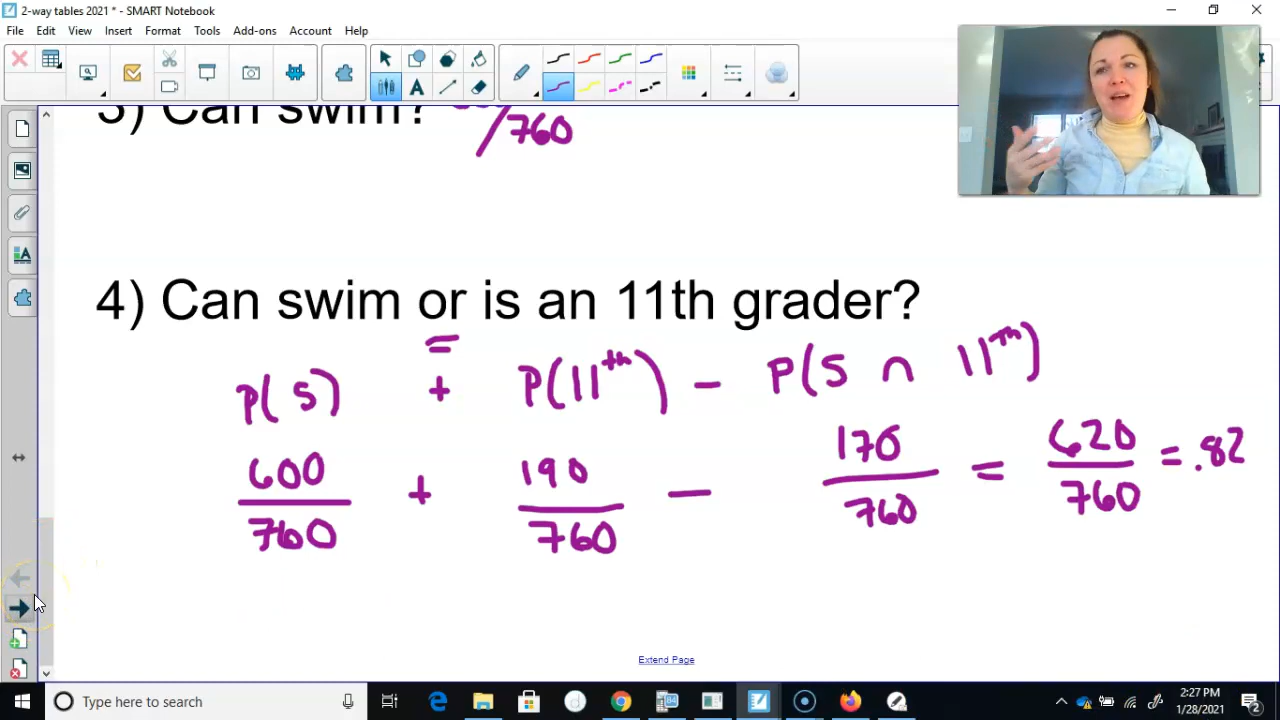 2-way tables 2021 * - SMART Notebook
File Edit View Insert Format Tools Add-ons Account Help
3) Can swim?
/760
4) Can swim or is an 11th grader?
P(S) + P(11th) - P(S ∩ 11th)
600/760 + 190/760 - 170/760 = 620/760 = .82
Extend Page
Type here to search
2:27 PM
1/28/2021
2